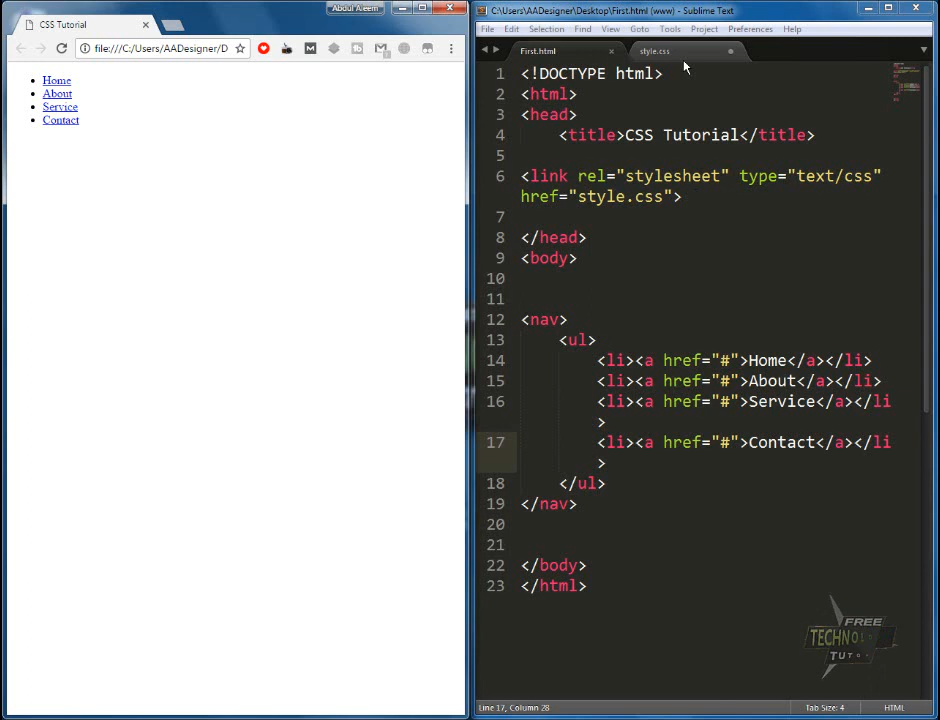 Abdul Aleem
CSS Tutorial
file:///C:/Users/AADesigner/D
Home
About
Service
Contact
C:\Users\AADesigner\Desktop\First.html (www) - Sublime Text
File Edit Selection Find View Goto Tools Project Preferences Help
First.html style.css
1 <!DOCTYPE html>
2 <html>
3 <head>
4 <title>CSS Tutorial</title>
5
6 <link rel="stylesheet" type="text/css"
href="style.css">
7
8 </head>
9 <body>
10
11
12 <nav>
13 <ul>
14 <li><a href="#">Home</a></li>
15 <li><a href="#">About</a></li>
16 <li><a href="#">Service</a></li
>
17 <li><a href="#">Contact</a></li
>
18 </ul>
19 </nav>
20
21
22 </body>
23 </html>
FREE
TECHNOL
TUTO
Line 17, Column 28 Tab Size: 4 HTML